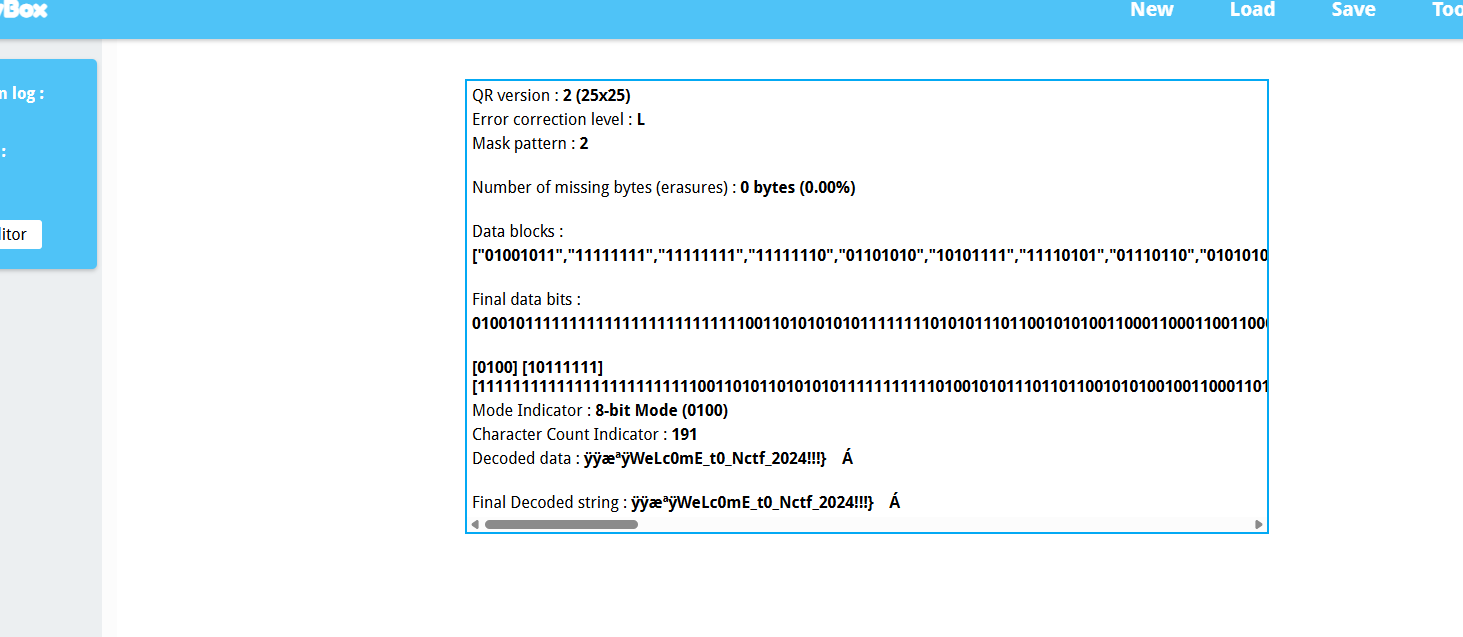 yBox New Load Save Too
n log :
:
itor
QR version : 2 (25x25)
Error correction level : L
Mask pattern : 2
Number of missing bytes (erasures) : 0 bytes (0.00%)
Data blocks :
["01001011","11111111","11111111","11111110","01101010","10101111","11110101","01110110","0101010
Final data bits :
[0100] [10111111]
Mode Indicator : 8-bit Mode (0100)
Character Count Indicator : 191
Decoded data : ÿÿæªÿWeLc0mE_t0_Nctf_2024!!!} Á
Final Decoded string : ÿÿæªÿWeLc0mE_t0_Nctf_2024!!!} Á